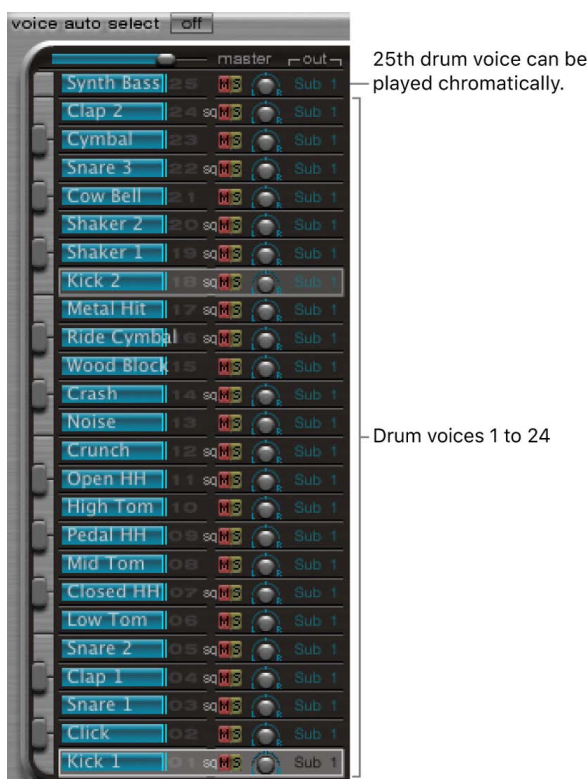 voice auto select off
master out
Synth Bass 25 M S L R Sub 1
Clap 2 24 sq M S L R Sub 1
Cymbal 23 M S L R Sub 1
Snare 3 22 sq M S L R Sub 1
Cow Bell 21 M S L R Sub 1
Shaker 2 20 sq M S L R Sub 1
Shaker 1 19 sq M S L R Sub 1
Kick 2 18 sq M S L R Sub 1
Metal Hit 17 sq M S L R Sub 1
Ride Cymbal 6 sq M S L R Sub 1
Wood Block 15 M S L R Sub 1
Crash 14 sq M S L R Sub 1
Noise 13 M S L R Sub 1
Crunch 12 sq M S L R Sub 1
Open HH 11 sq M S L R Sub 1
High Tom 10 M S L R Sub 1
Pedal HH 09 sq M S L R Sub 1
Mid Tom 08 M S L R Sub 1
Closed HH 07 sq M S L R Sub 1
Low Tom 06 M S L R Sub 1
Snare 2 05 sq M S L R Sub 1
Clap 1 04 sq M S L R Sub 1
Snare 1 03 sq M S L R Sub 1
Click 02 M S L R Sub 1
Kick 1 01 sq M S L R Sub 1
25th drum voice can be
played chromatically.
Drum voices 1 to 24